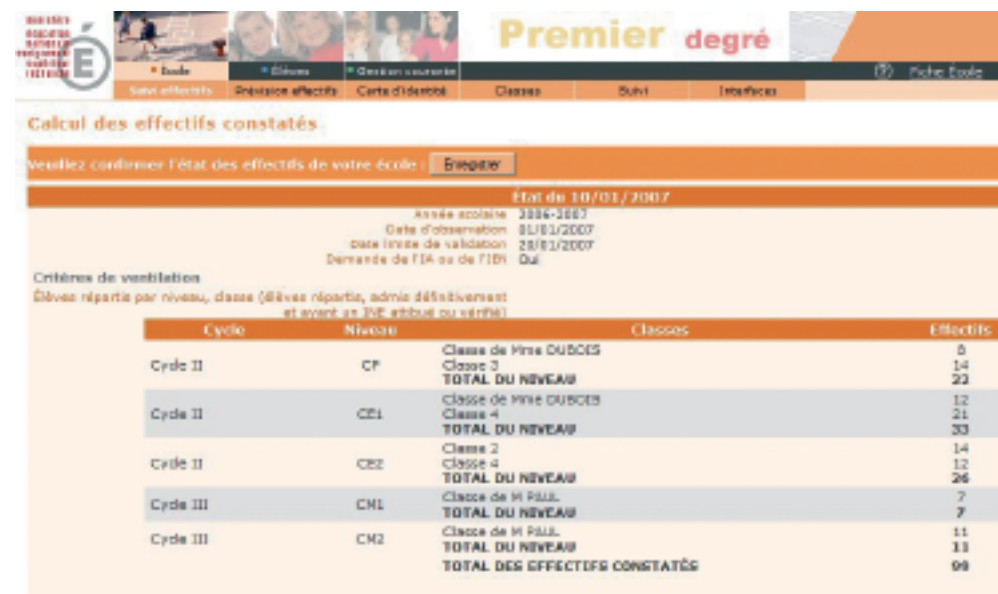 Premier degré
Ecole Elèves Gestion courante
Fiche Ecole
Suivi effectifs Prévision effectifs Carte d'identité Classes Suivi Interfaces
Calcul des effectifs constatés
Veuillez confirmer l'état des effectifs de votre école : Enregistrer
État du 10/01/2007
Année scolaire 2006-2007
Date d'observation 01/01/2007
Date limite de validation 20/01/2007
Demande de l'IA ou de l'IEN Oui
Critères de ventilation
Élèves répartis par niveau, classe (élèves répartis, admis définitivement
et ayant un INE attribué ou vérifié)
Cycle Niveau Classes Effectifs
Classe de Mme DUBOIS 8
Cycle II CP Classe 3 14
TOTAL DU NIVEAU 22
Classe de Mme DUBOIS 12
Cycle II CE1 Classe 4 21
TOTAL DU NIVEAU 33
Classe 2 14
Cycle II CE2 Classe 4 12
TOTAL DU NIVEAU 26
Cycle III CM1 Classe de M PAUL 7
TOTAL DU NIVEAU 7
Cycle III CM2 Classe de M PAUL 11
TOTAL DU NIVEAU 11
TOTAL DES EFFECTIFS CONSTATÉS 99